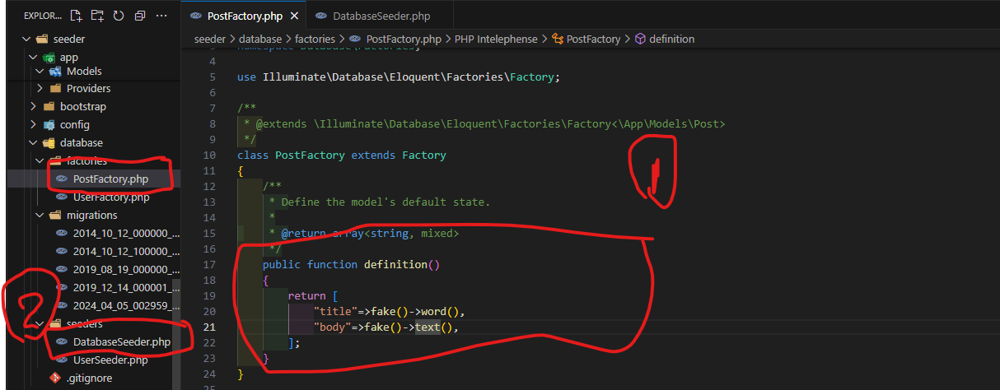 EXPLOR... ···
PostFactory.php ×
DatabaseSeeder.php
seeder > database > factories > PostFactory.php > PHP Intelephense > PostFactory > definition
seeder
app
Models
Providers
bootstrap
config
database
factories
PostFactory.php
UserFactory.php
migrations
2014_10_12_000000_...
2014_10_12_100000_...
2019_08_19_000000_...
2019_12_14_000001_...
2024_04_05_002959_...
seeders
DatabaseSeeder.php
UserSeeder.php
.gitignore
2
3 namespace Database\Factories;
4
5 use Illuminate\Database\Eloquent\Factories\Factory;
6
7 /**
8 * @extends \Illuminate\Database\Eloquent\Factories\Factory<\App\Models\Post>
9 */
10 class PostFactory extends Factory
11 {
12 /**
13 * Define the model's default state.
14 *
15 * @return array<string, mixed>
16 */
17 public function definition()
18 {
19 return [
20 "title"=>fake()->word(),
21 "body"=>fake()->text(),
22 ];
23 }
24 }
25
1